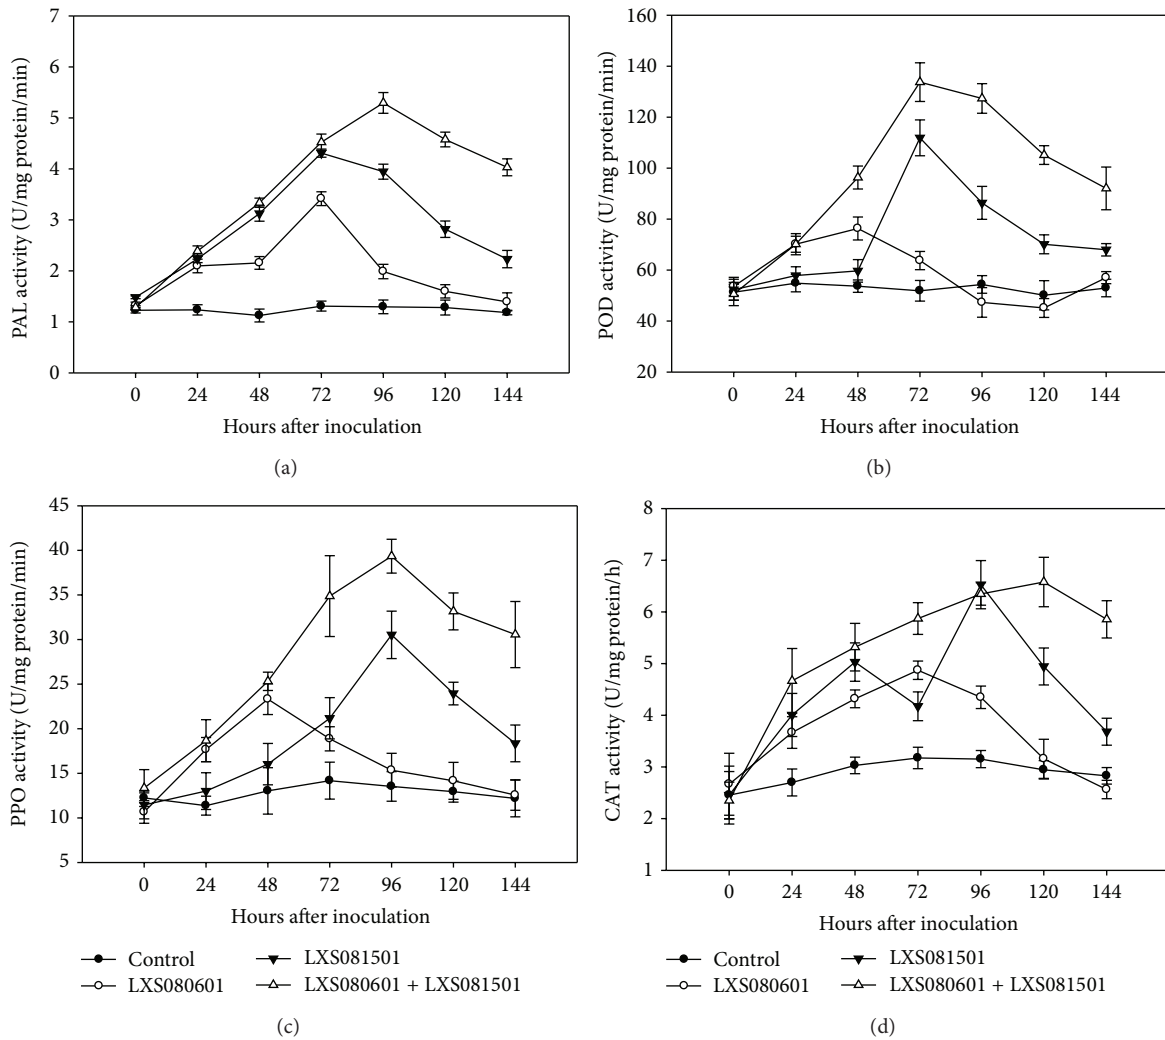 7
6
5
4
3
2
1
0
PAL activity (U/mg protein/min)
0 24 48 72 96 120 144
Hours after inoculation
(a)
160
140
120
100
80
60
40
20
POD activity (U/mg protein/min)
0 24 48 72 96 120 144
Hours after inoculation
(b)
45
40
35
30
25
20
15
10
5
PPO activity (U/mg protein/min)
0 24 48 72 96 120 144
Hours after inoculation
Control
LXS081501
LXS080601
LXS080601 + LXS081501
(c)
8
7
6
5
4
3
2
1
CAT activity (U/mg protein/h)
0 24 48 72 96 120 144
Hours after inoculation
Control
LXS081501
LXS080601
LXS080601 + LXS081501
(d)